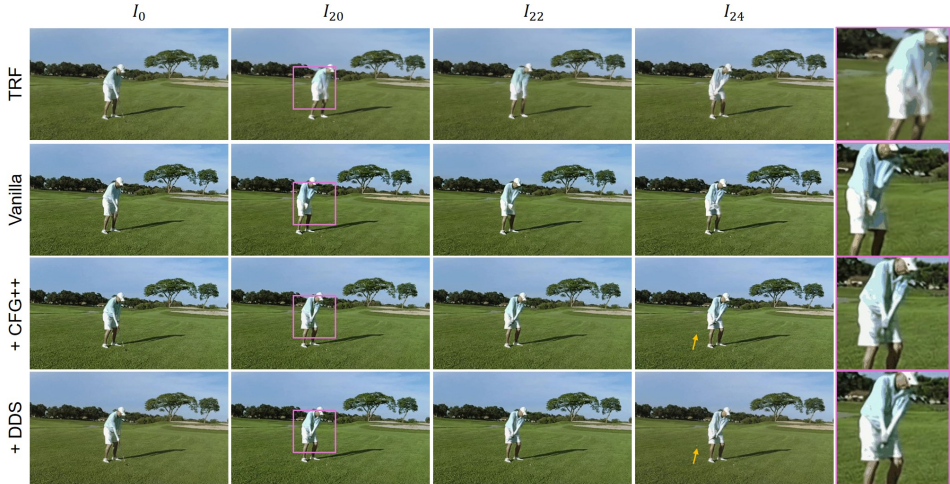 I₀ I₂₀ I₂₂ I₂₄
TRF
Vanilla
+ CFG++
+ DDS